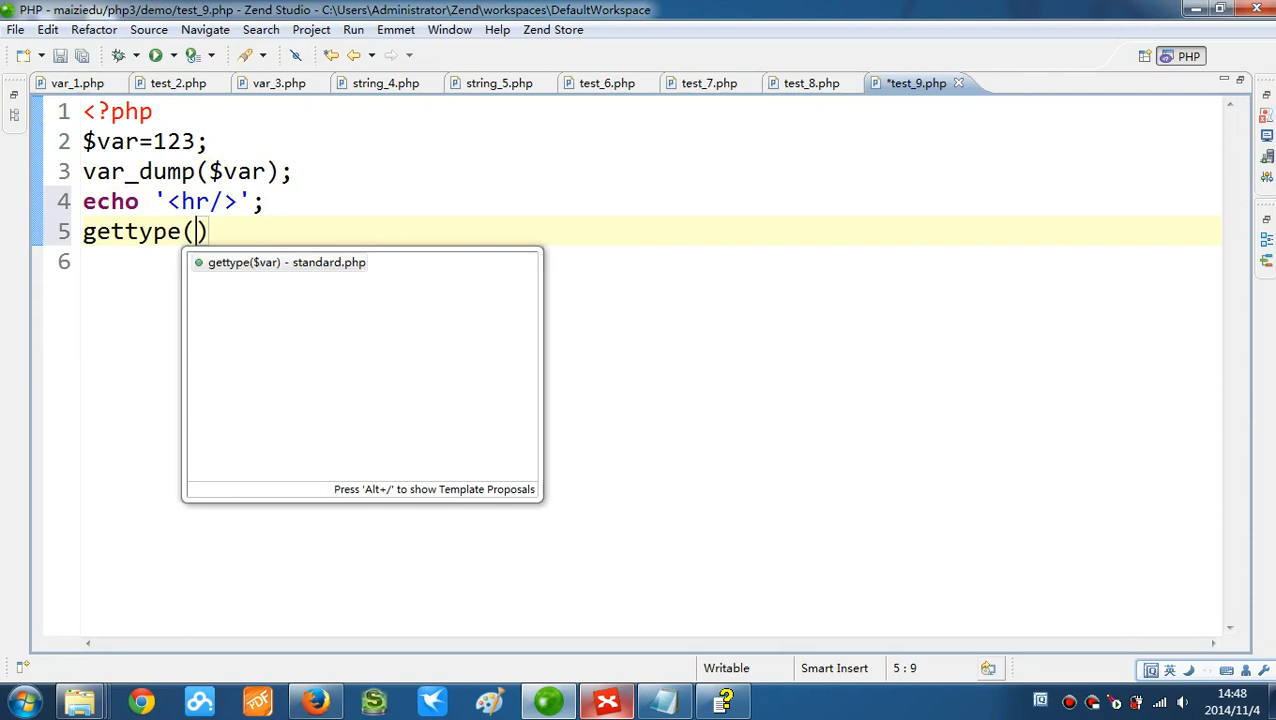 PHP - maiziedu/php3/demo/test_9.php - Zend Studio - C:\Users\Administrator\Zend\workspaces\DefaultWorkspace
File Edit Refactor Source Navigate Search Project Run Emmet Window Help Zend Store
PHP
var_1.php test_2.php var_3.php string_4.php string_5.php test_6.php test_7.php test_8.php *test_9.php
1 <?php
2 $var=123;
3 var_dump($var);
4 echo '<hr/>';
5 gettype()
6
gettype($var) - standard.php
Press 'Alt+/' to show Template Proposals
Writable Smart Insert 5 : 9
英
PDF
14:48
2014/11/4